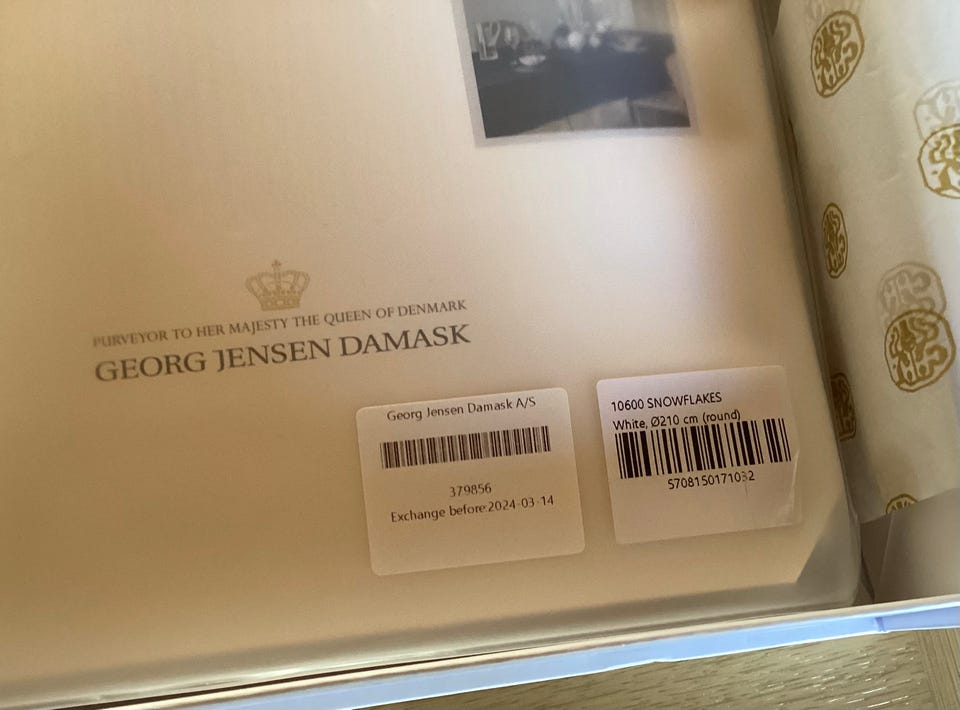 PURVEYOR TO HER MAJESTY THE QUEEN OF DENMARK
GEORG JENSEN DAMASK
Georg Jensen Damask A/S
379856
Exchange before:2024-03-14
10600 SNOWFLAKES
White, Ø210 cm (round)
5708150171032